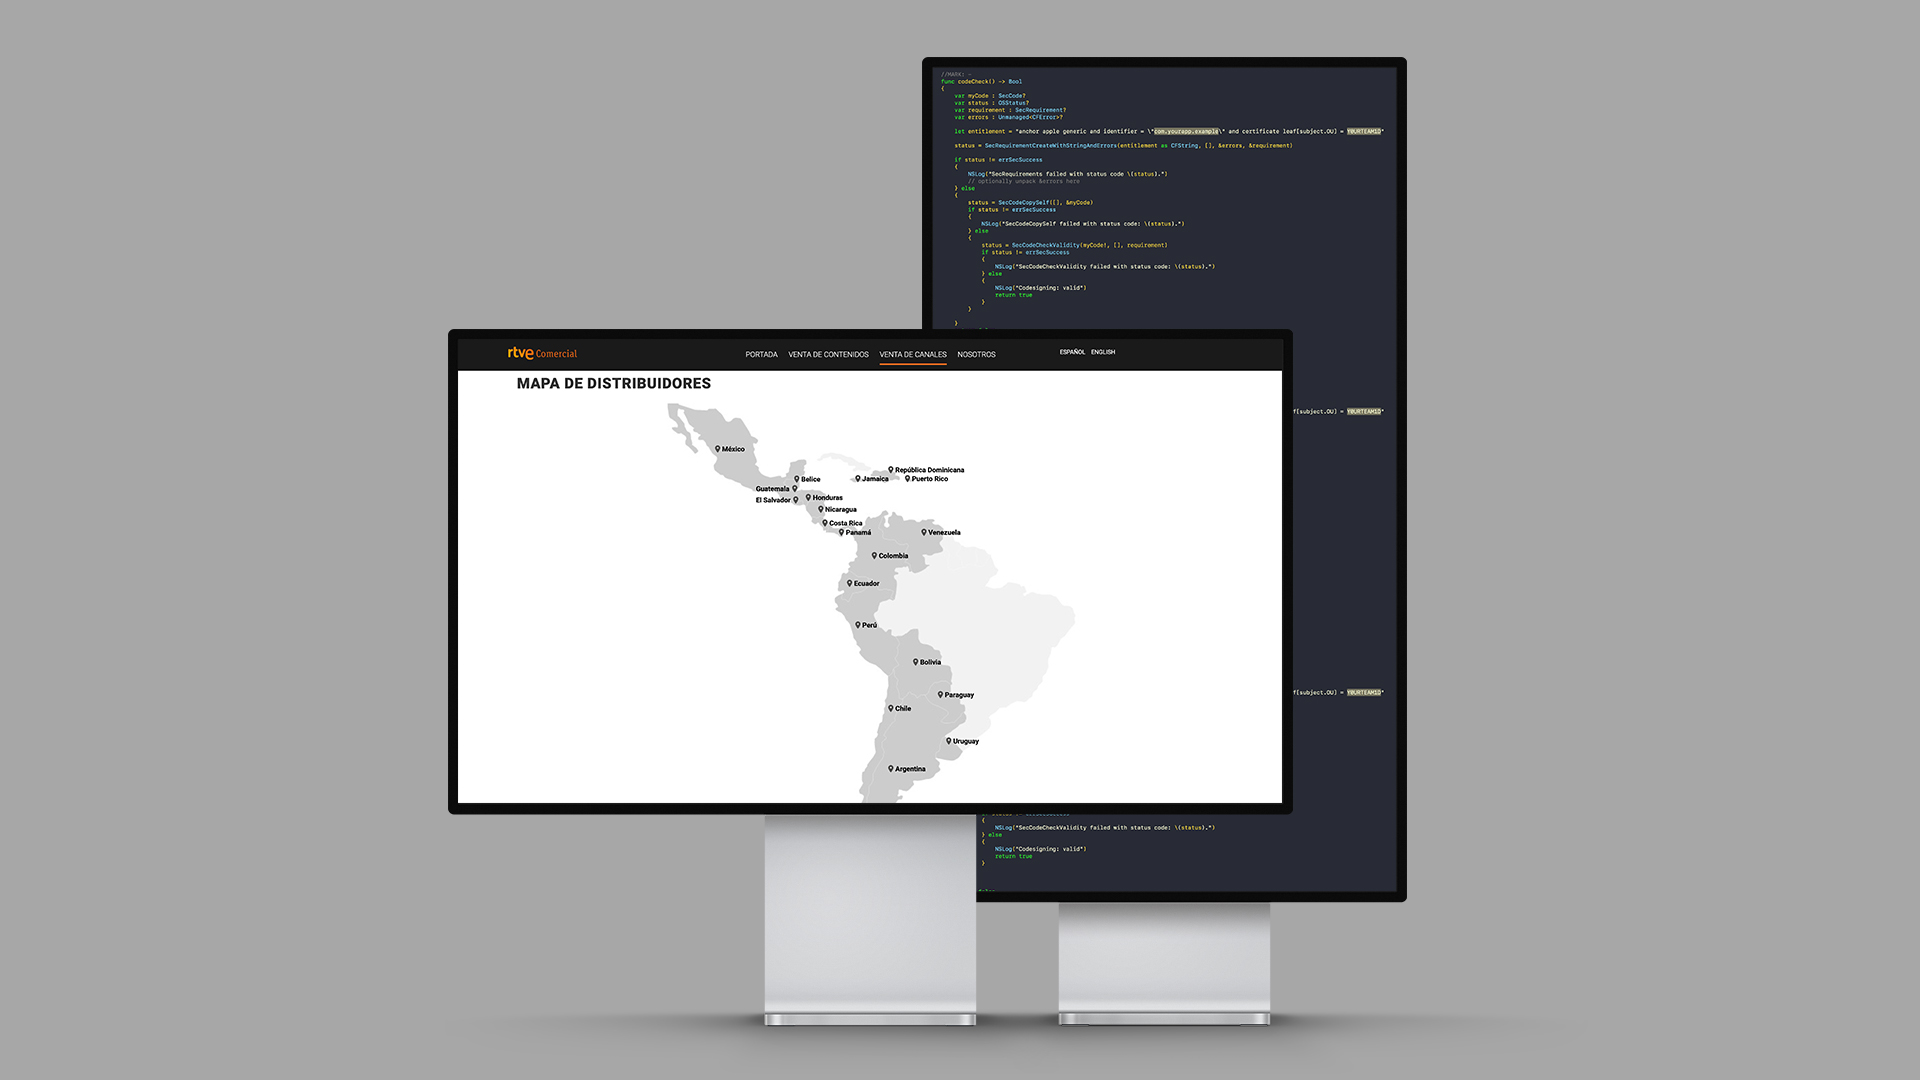 //MARK: -
func codeCheck() -> Bool
{
var myCode : SecCode?
var status : OSStatus?
var requirement : SecRequirement?
var errors : Unmanaged<CFError>?
let entitlement = "anchor apple generic and identifier = \"com.yourapp.example\" and certificate leaf[subject.OU] = YOURTEAMID"
status = SecRequirementCreateWithStringAndErrors(entitlement as CFString, [], &errors, &requirement)
if status != errSecSuccess
{
NSLog("SecRequirements failed with status code \(status).")
// optionally unpack &errors here
} else
{
status = SecCodeCopySelf([], &myCode)
if status != errSecSuccess
{
NSLog("SecCodeCopySelf failed with status code: \(status).")
} else
{
status = SecCodeCheckValidity(myCode!, [], requirement)
if status != errSecSuccess
{
NSLog("SecCodeCheckValidity failed with status code: \(status).")
} else
{
NSLog("Codesigning: valid")
return true
}
}
}
rtve Comercial
PORTADA VENTA DE CONTENIDOS VENTA DE CANALES NOSOTROS
ESPAÑOL ENGLISH
MAPA DE DISTRIBUIDORES
México
República Dominicana
Belice
Jamaica
Puerto Rico
Guatemala
El Salvador
Honduras
Nicaragua
Costa Rica
Panamá
Venezuela
Colombia
Ecuador
Perú
Bolivia
Paraguay
Chile
Uruguay
Argentina
f[subject.OU] = YOURTEAMID"
f[subject.OU] = YOURTEAMID"
{
NSLog("SecCodeCheckValidity failed with status code: \(status).")
} else
{
NSLog("Codesigning: valid")
return true
}